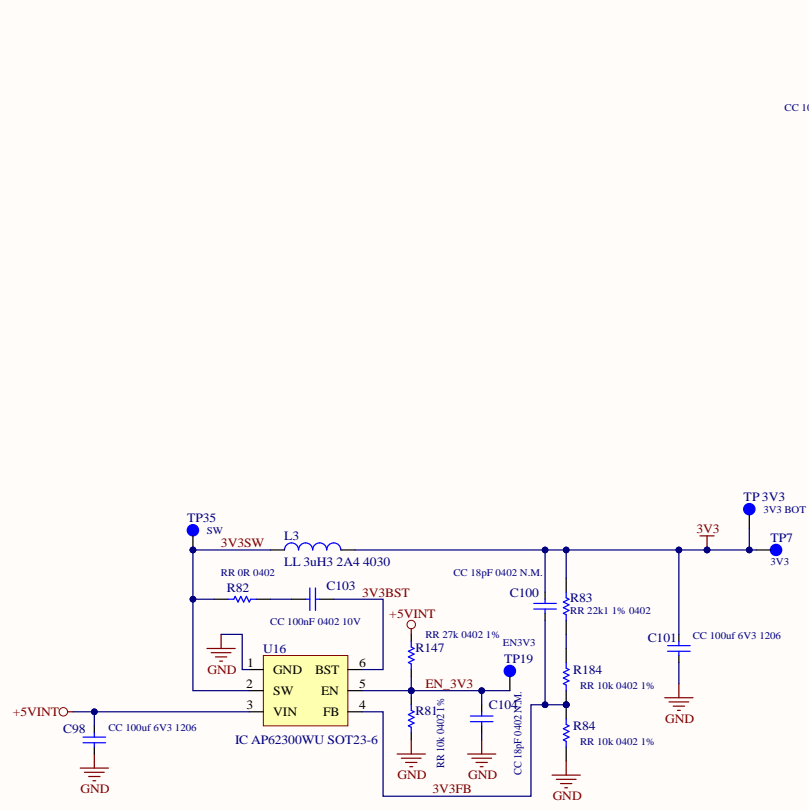 CC 10
TP 3V3
3V3 BOT
TP35
SW
3V3SW
L3
LL 3uH3 2A4 4030
3V3
TP7
3V3
RR 0R 0402
R82
C103
3V3BST
CC 100nF 0402 10V
CC 18pF 0402 N.M.
C100
R83
RR 22k1 1% 0402
+5VINT
RR 27k 0402 1%
R147
EN3V3
TP19
C101
CC 100uf 6V3 1206
GND
U16
1
GND
BST
6
2
SW
EN
5
3
VIN
FB
4
IC AP62300WU SOT23-6
EN_3V3
R81
RR 10k 0402 1%
C104
CC 18pF 0402 N.M.
R184
RR 10k 0402 1%
R84
RR 10k 0402 1%
GND
+5VINT
C98
CC 100uf 6V3 1206
GND
GND
GND
3V3FB
GND